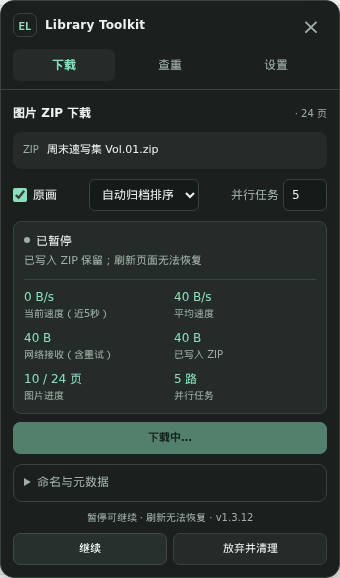 EL Library Toolkit
下载 查重 设置
图片 ZIP 下载 · 24 页
ZIP 周末速写集 Vol.01.zip
原画 自动归档排序 并行任务 5
已暂停
已写入 ZIP 保留；刷新页面无法恢复
0 B/s 40 B/s
当前速度（近5秒） 平均速度
40 B 40 B
网络接收（含重试） 已写入 ZIP
10 / 24 页 5 路
图片进度 并行任务
下载中…
命名与元数据
暂停可继续 · 刷新无法恢复 · v1.3.12
继续 放弃并清理